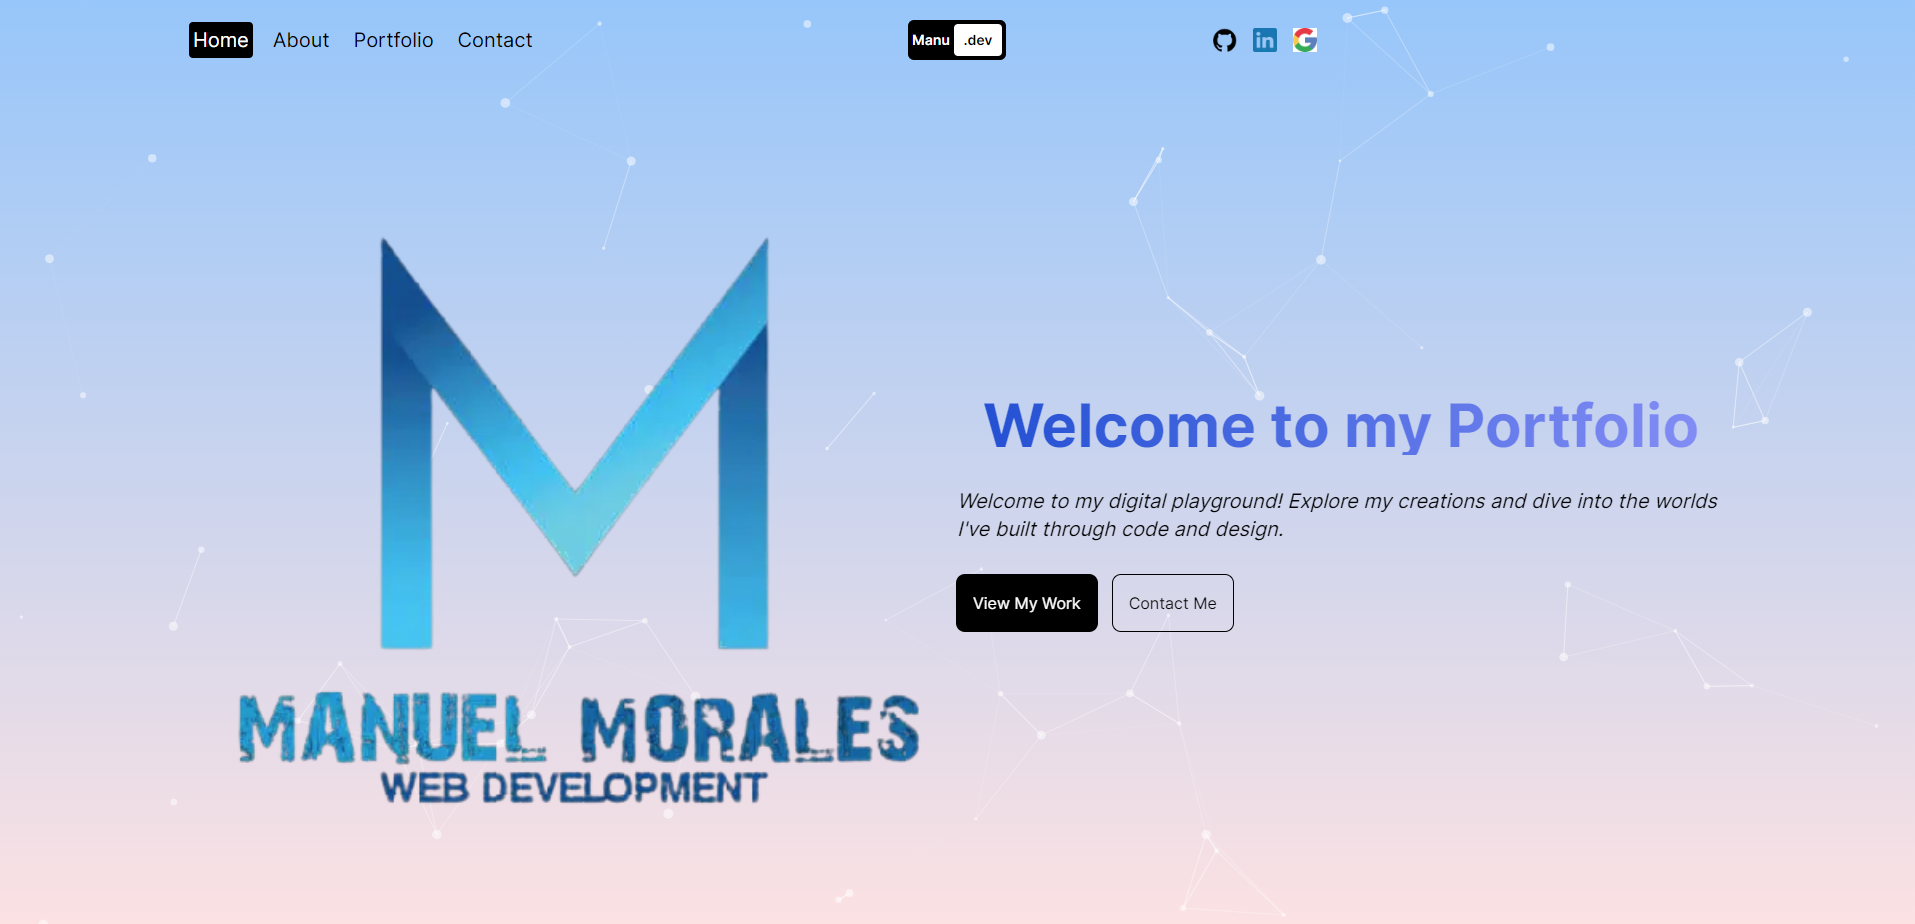 Home About Portfolio Contact
Manu .dev
MANUEL MORALES
WEB DEVELOPMENT
Welcome to my Portfolio
Welcome to my digital playground! Explore my creations and dive into the worlds
I've built through code and design.
View My Work
Contact Me